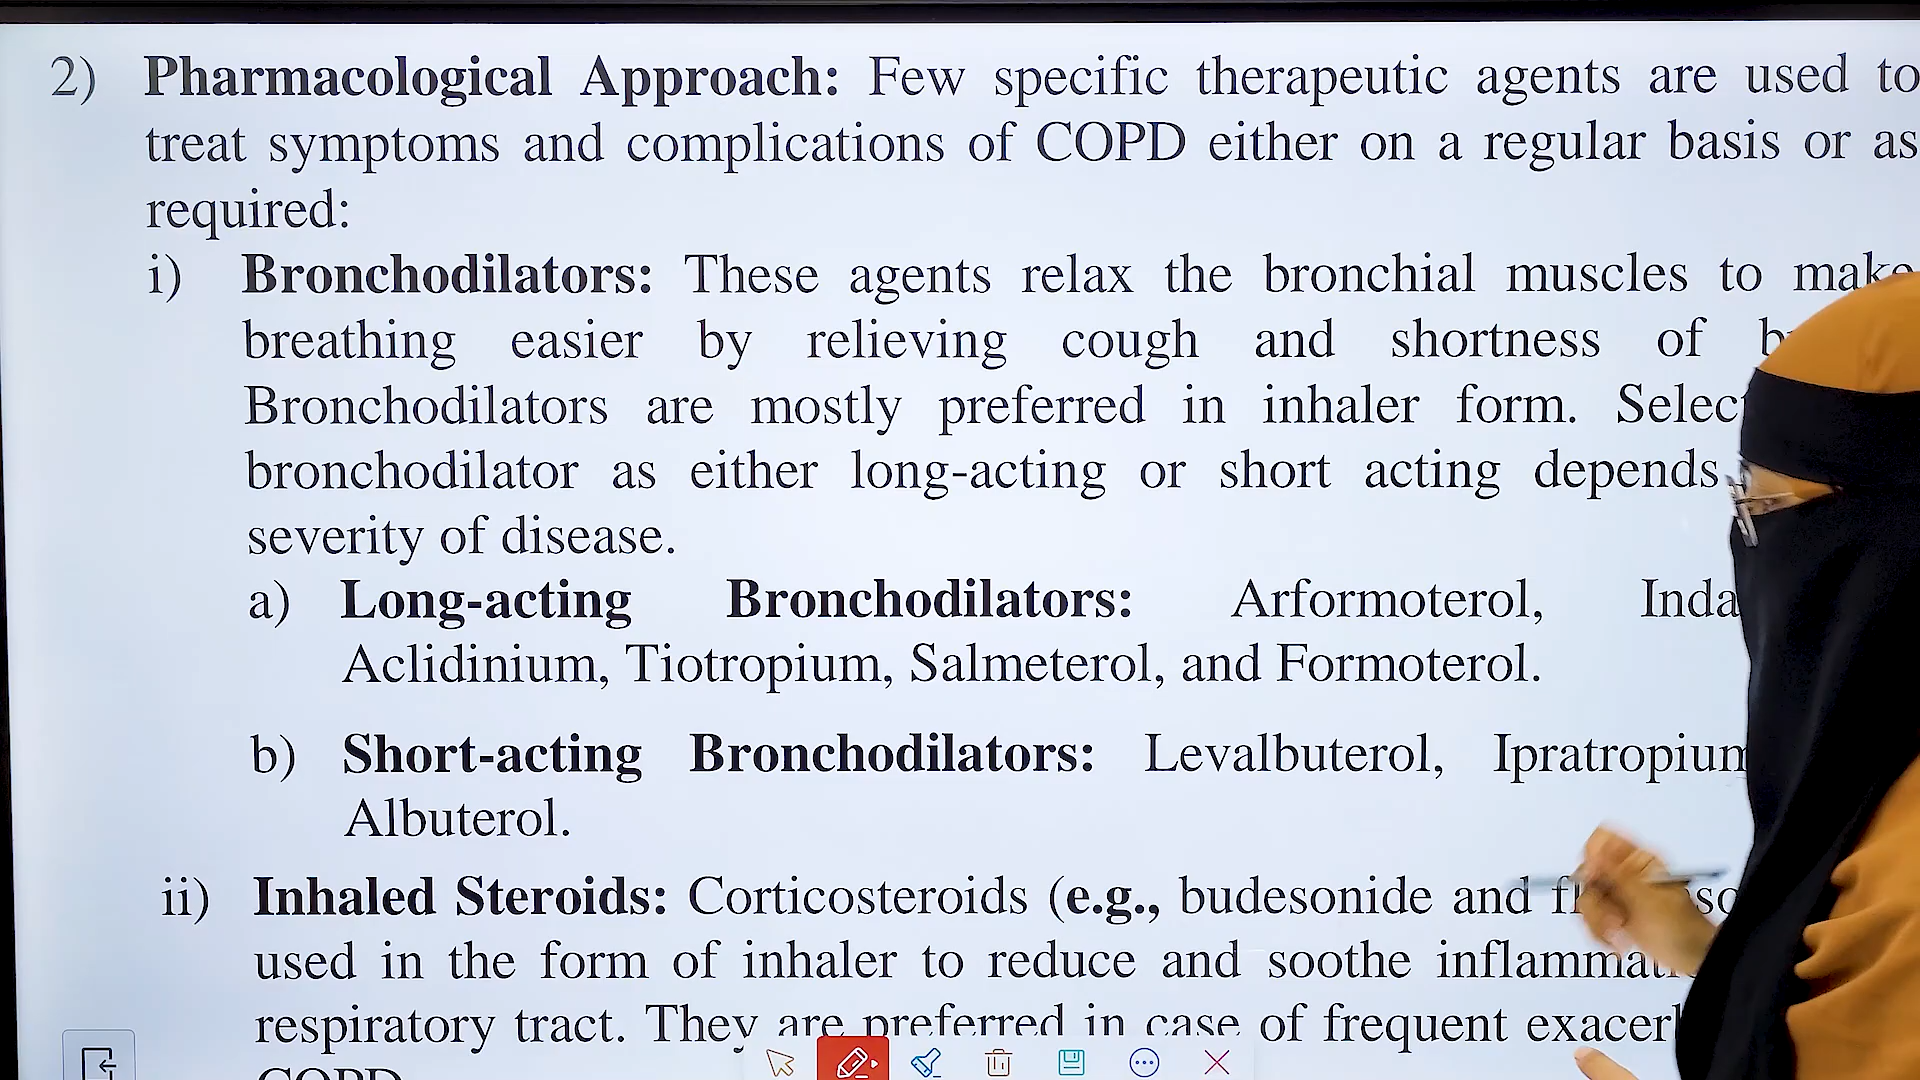 2) Pharmacological Approach: Few specific therapeutic agents are used to
treat symptoms and complications of COPD either on a regular basis or as
required:
i) Bronchodilators: These agents relax the bronchial muscles to make
breathing easier by relieving cough and shortness of
Bronchodilators are mostly preferred in inhaler form.
bronchodilator as either long-acting or short acting depends
severity of disease.
a) Long-acting Bronchodilators: Arformoterol,
Aclidinium, Tiotropium, Salmeterol, and Formoterol.
b) Short-acting Bronchodilators: Levalbuterol, Ipratropium
Albuterol.
ii) Inhaled Steroids: Corticosteroids (e.g., budesonide and
used in the form of inhaler to reduce and soothe
respiratory tract. They are preferred in case of frequent
COPD